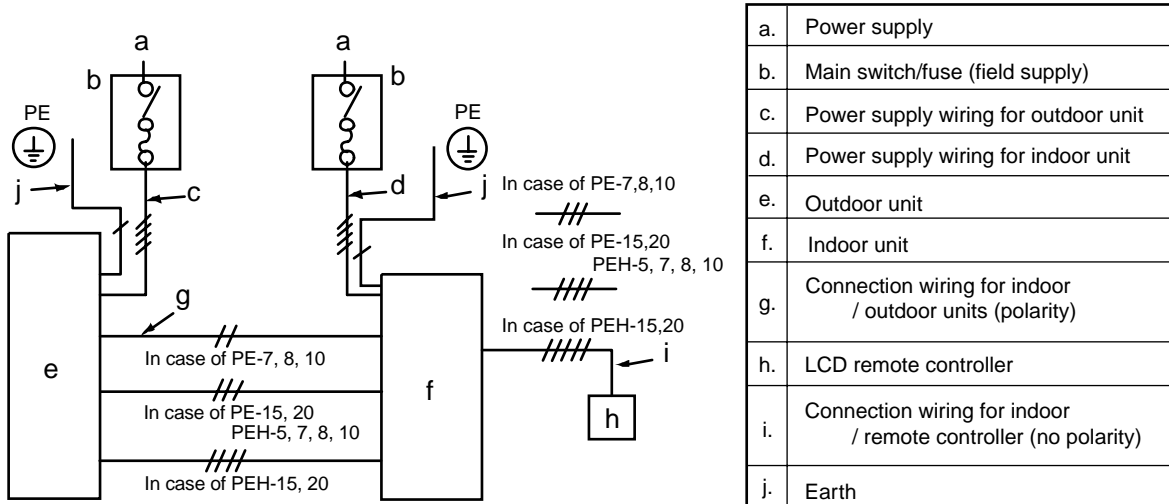 a
a
b
b
PE
PE
j
c
d
j
In case of PE-7,8,10
In case of PE-15,20
PEH-5, 7, 8, 10
g
In case of PEH-15,20
i
In case of PE-7, 8, 10
e
f
h
In case of PE-15, 20
PEH-5, 7, 8, 10
In case of PEH-15, 20
a. Power supply
b. Main switch/fuse (field supply)
c. Power supply wiring for outdoor unit
d. Power supply wiring for indoor unit
e. Outdoor unit
f. Indoor unit
g. Connection wiring for indoor
/ outdoor units (polarity)
h. LCD remote controller
i. Connection wiring for indoor
/ remote controller (no polarity)
j. Earth